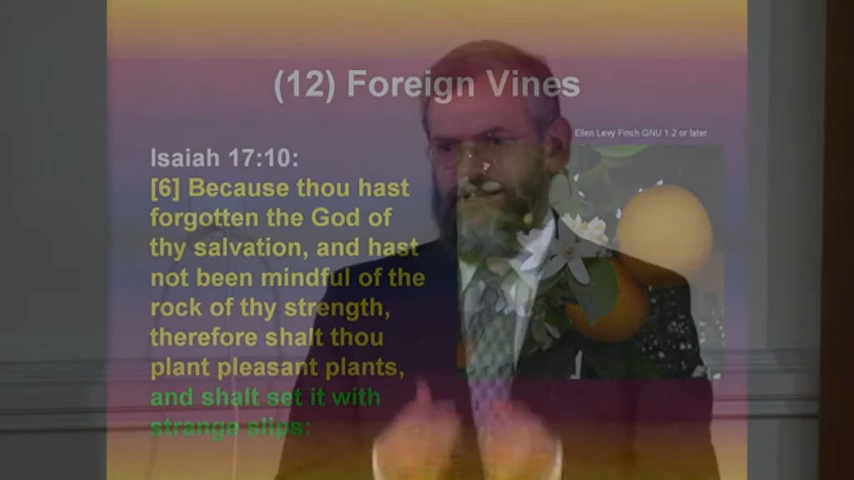 (12) Foreign Vines
Ellen Levy Finch GNU 1.2 or later
Isaiah 17:10:
[6] Because thou hast
forgotten the God of
thy salvation, and hast
not been mindful of the
rock of thy strength,
therefore shalt thou
plant pleasant plants,
and shalt set it with
strange slips: